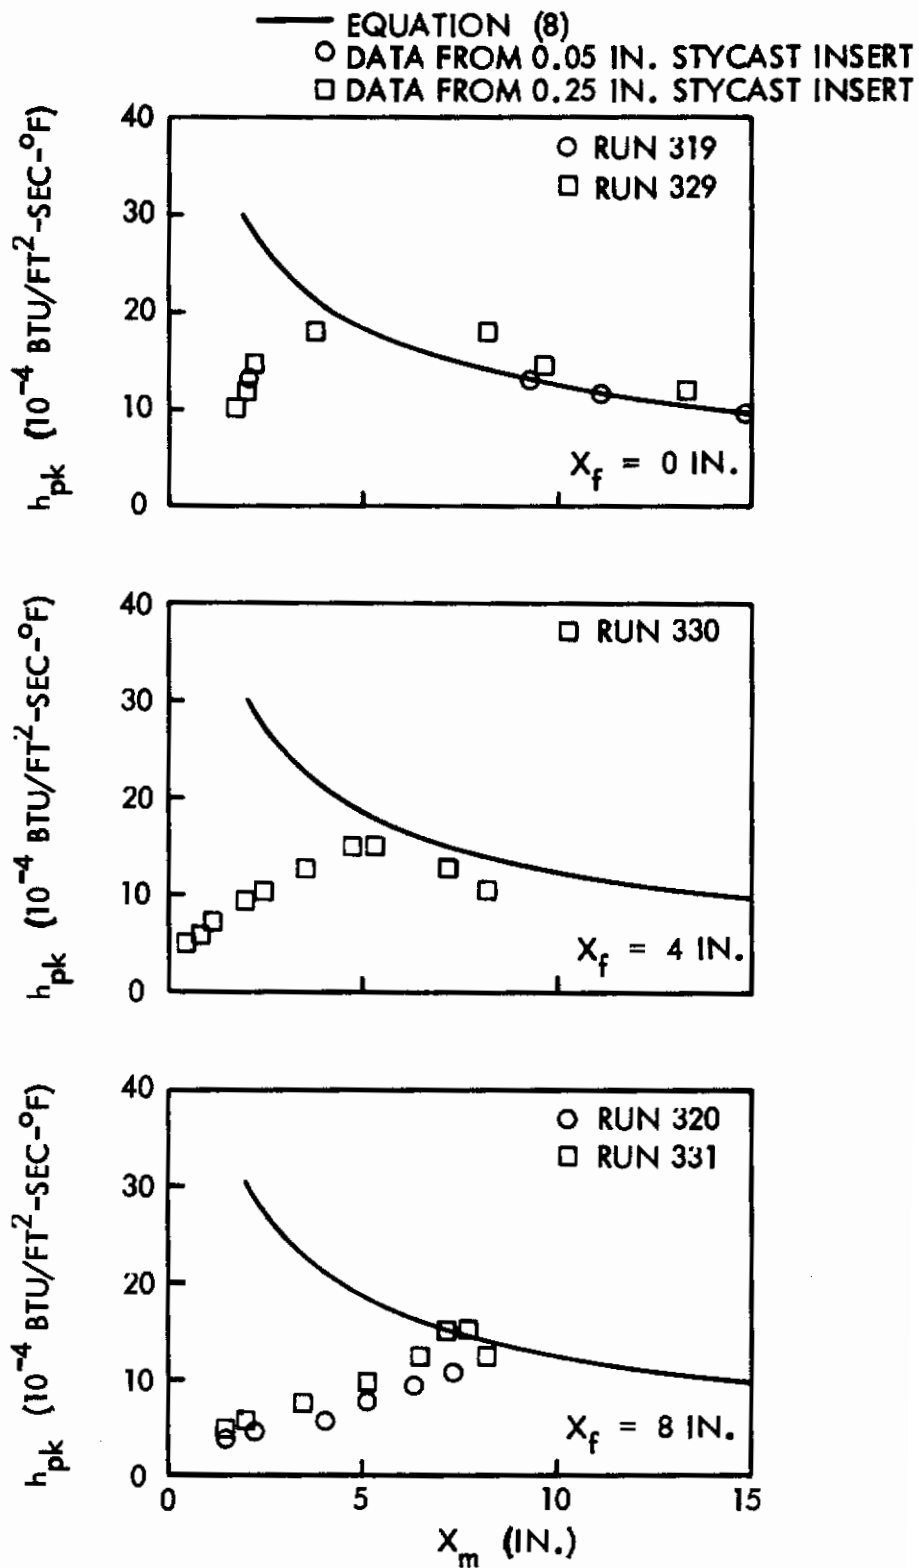 EQUATION (8)
DATA FROM 0.05 IN. STYCAST INSERT
DATA FROM 0.25 IN. STYCAST INSERT
h_pk (10^-4 BTU/FT^2-SEC-°F)
40
30
20
10
0
RUN 319
RUN 329
X_f = 0 IN.
h_pk (10^-4 BTU/FT^2-SEC-°F)
40
30
20
10
0
RUN 330
X_f = 4 IN.
h_pk (10^-4 BTU/FT^2-SEC-°F)
40
30
20
10
0
RUN 320
RUN 331
X_f = 8 IN.
0 5 10 15
X_m (IN.)